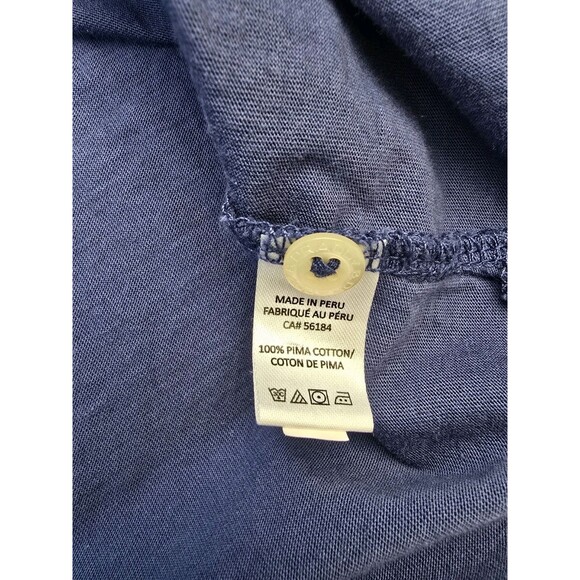 MADE IN PERU
FABRIQUÉ AU PÉRU
CA# 56184
100% PIMA COTTON/
COTON DE PIMA